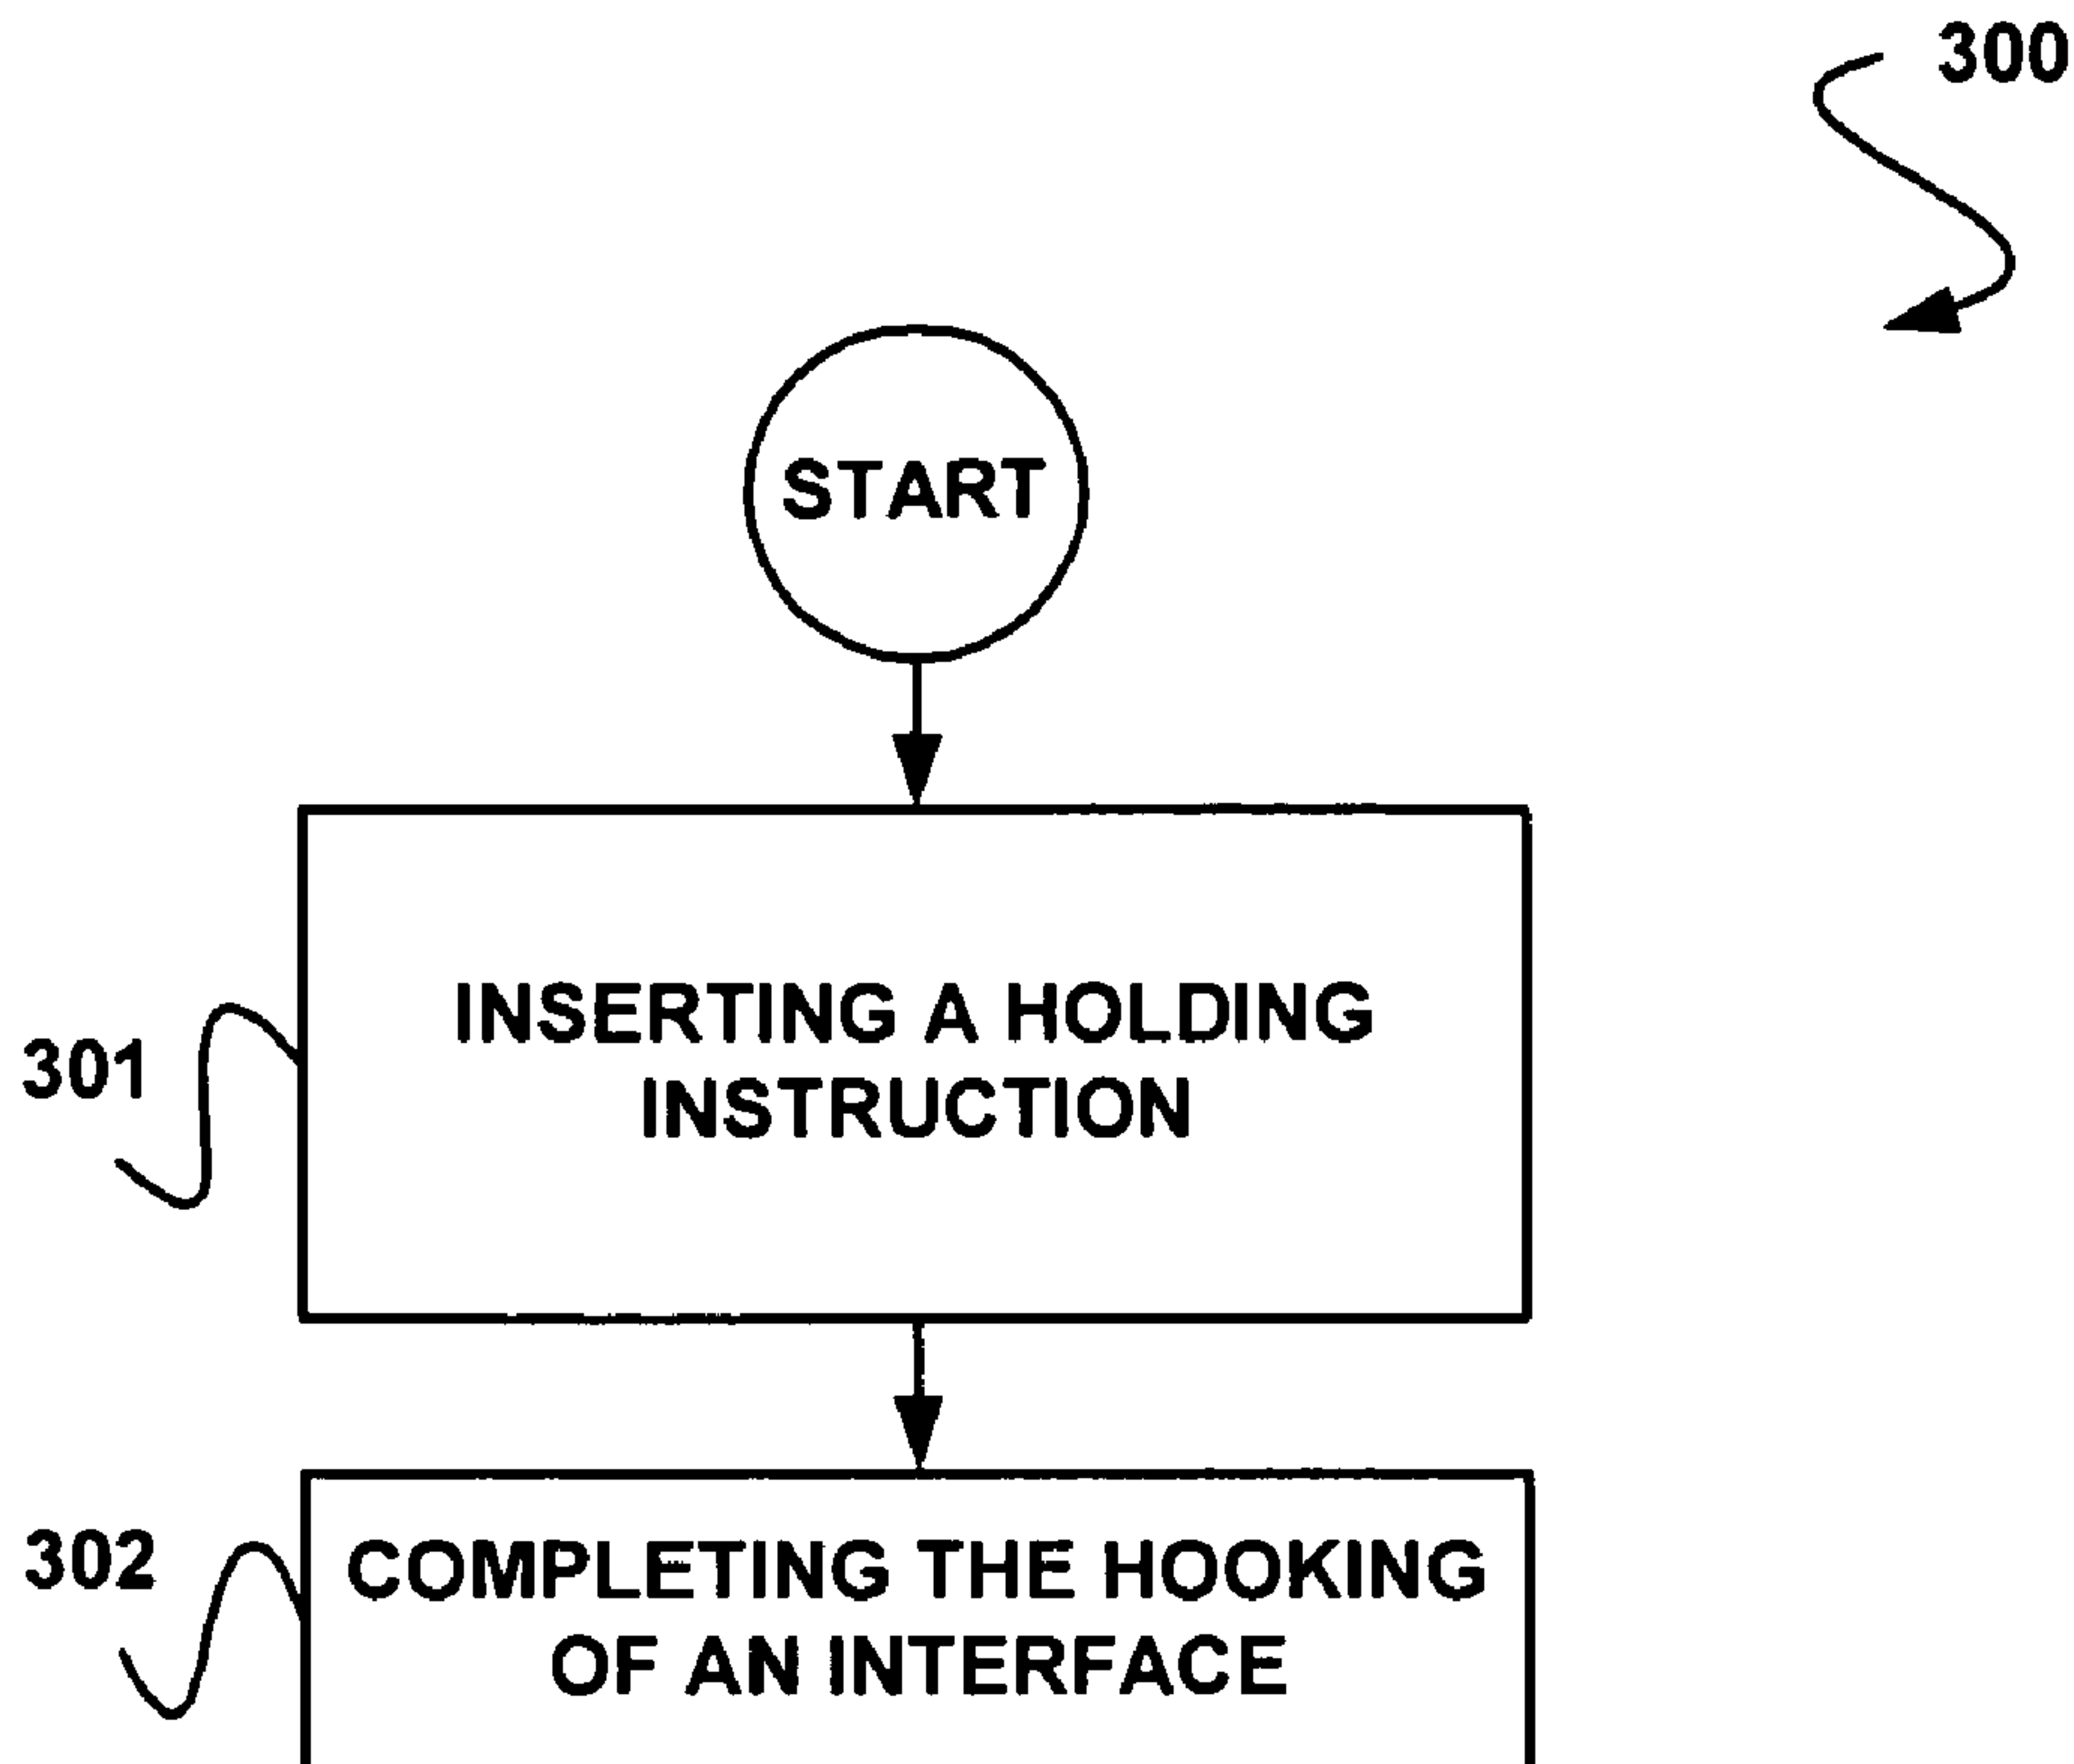 300
START
301
INSERTING A HOLDING
INSTRUCTION
302
COMPLETING THE HOOKING
OF AN INTERFACE